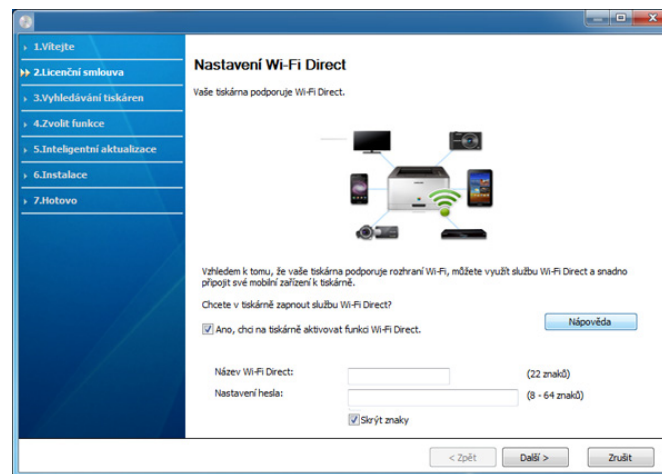 1.Vítejte
2.Licenční smlouva
3.Vyhledávání tiskáren
4.Zvolit funkce
5.Inteligentní aktualizace
6.Instalace
7.Hotovo
Nastavení Wi-Fi Direct
Vaše tiskárna podporuje Wi-Fi Direct.
Vzhledem k tomu, že vaše tiskárna podporuje rozhraní Wi-Fi, můžete využít službu Wi-Fi Direct a snadno
připojit své mobilní zařízení k tiskárně.
Chcete v tiskárně zapnout službu Wi-Fi Direct?
Ano, chci na tiskárně aktivovat funkci Wi-Fi Direct.
Nápověda
Název Wi-Fi Direct: (22 znaků)
Nastavení hesla: (8 - 64 znaků)
Skrýt znaky
< Zpět Další > Zrušit